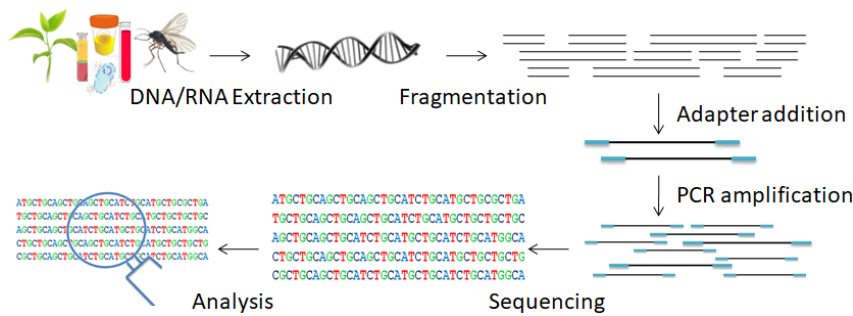 DNA/RNA Extraction
Fragmentation
Adapter addition
PCR amplification
Sequencing
ATGCTGCAGCTGCAGCTGCATCTGCATGCTGCGCTGA
TGCTGCAGCTGCAGCTGCATCTGCATGCTGCTGCTGC
AGCTGCAGCTGCATCTGCATGCTGCATCTGCATGGCA
CTGCTGCAGCTGCAGCTGCATCTGCATGCTGCTGCTG
CGCTGCAGCTGCATCTGCATGCTGCATCTGCATGGCA
Analysis